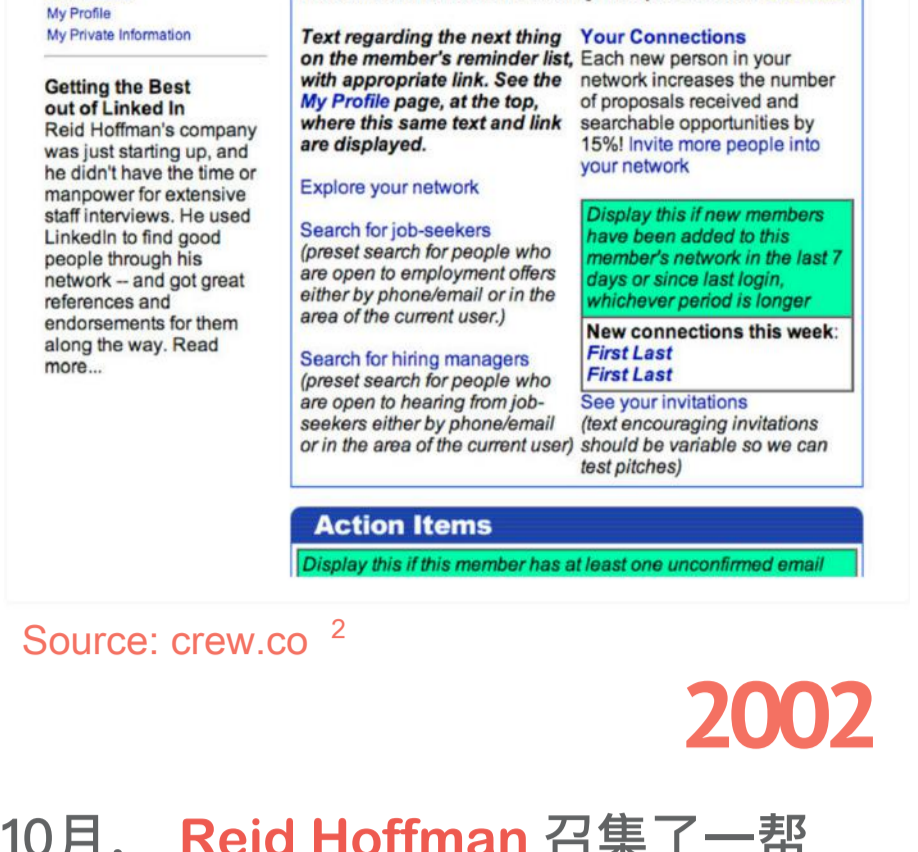 My Profile
My Private Information
Getting the Best
out of Linked In
Reid Hoffman's company
was just starting up, and
he didn't have the time or
manpower for extensive
staff interviews. He used
LinkedIn to find good
people through his
network -- and got great
references and
endorsements for them
along the way. Read
more...
Text regarding the next thing
on the member's reminder list,
with appropriate link. See the
My Profile page, at the top,
where this same text and link
are displayed.
Explore your network
Search for job-seekers
(preset search for people who
are open to employment offers
either by phone/email or in the
area of the current user.)
Search for hiring managers
(preset search for people who
are open to hearing from job-
seekers either by phone/email
or in the area of the current user)
Your Connections
Each new person in your
network increases the number
of proposals received and
searchable opportunities by
15%! Invite more people into
your network
Display this if new members
have been added to this
member's network in the last 7
days or since last login,
whichever period is longer
New connections this week:
First Last
First Last
See your invitations
(text encouraging invitations
should be variable so we can
test pitches)
Action Items
Display this if this member has at least one unconfirmed email
Source: crew.co 2
2002
10月， Reid Hoffman 召集了一帮